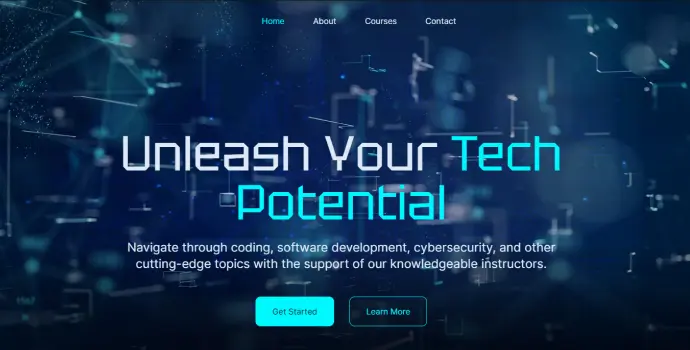 Home About Courses Contact
Unleash Your Tech
Potential
Navigate through coding, software development, cybersecurity, and other
cutting-edge topics with the support of our knowledgeable instructors.
Get Started Learn More